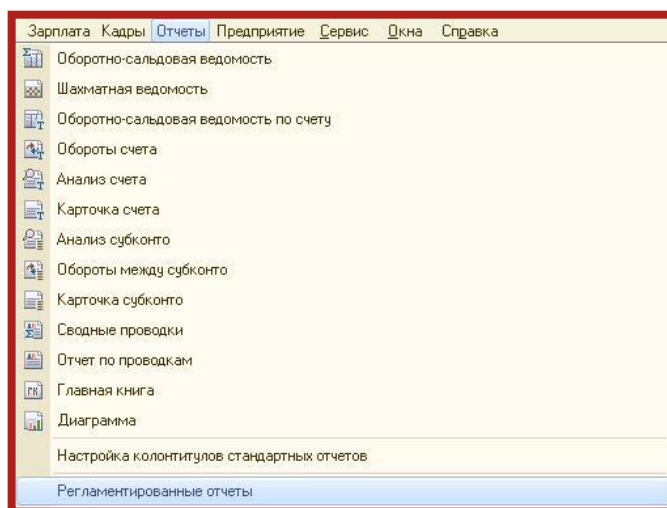 Зарплата Кадры Отчеты Предприятие Сервис Окна Справка
Оборотно-сальдовая ведомость
Шахматная ведомость
Оборотно-сальдовая ведомость по счету
Обороты счета
Анализ счета
Карточка счета
Анализ субконто
Обороты между субконто
Карточка субконто
Сводные проводки
Отчет по проводкам
Главная книга
Диаграмма
Настройка колонтитулов стандартных отчетов
Регламентированные отчеты